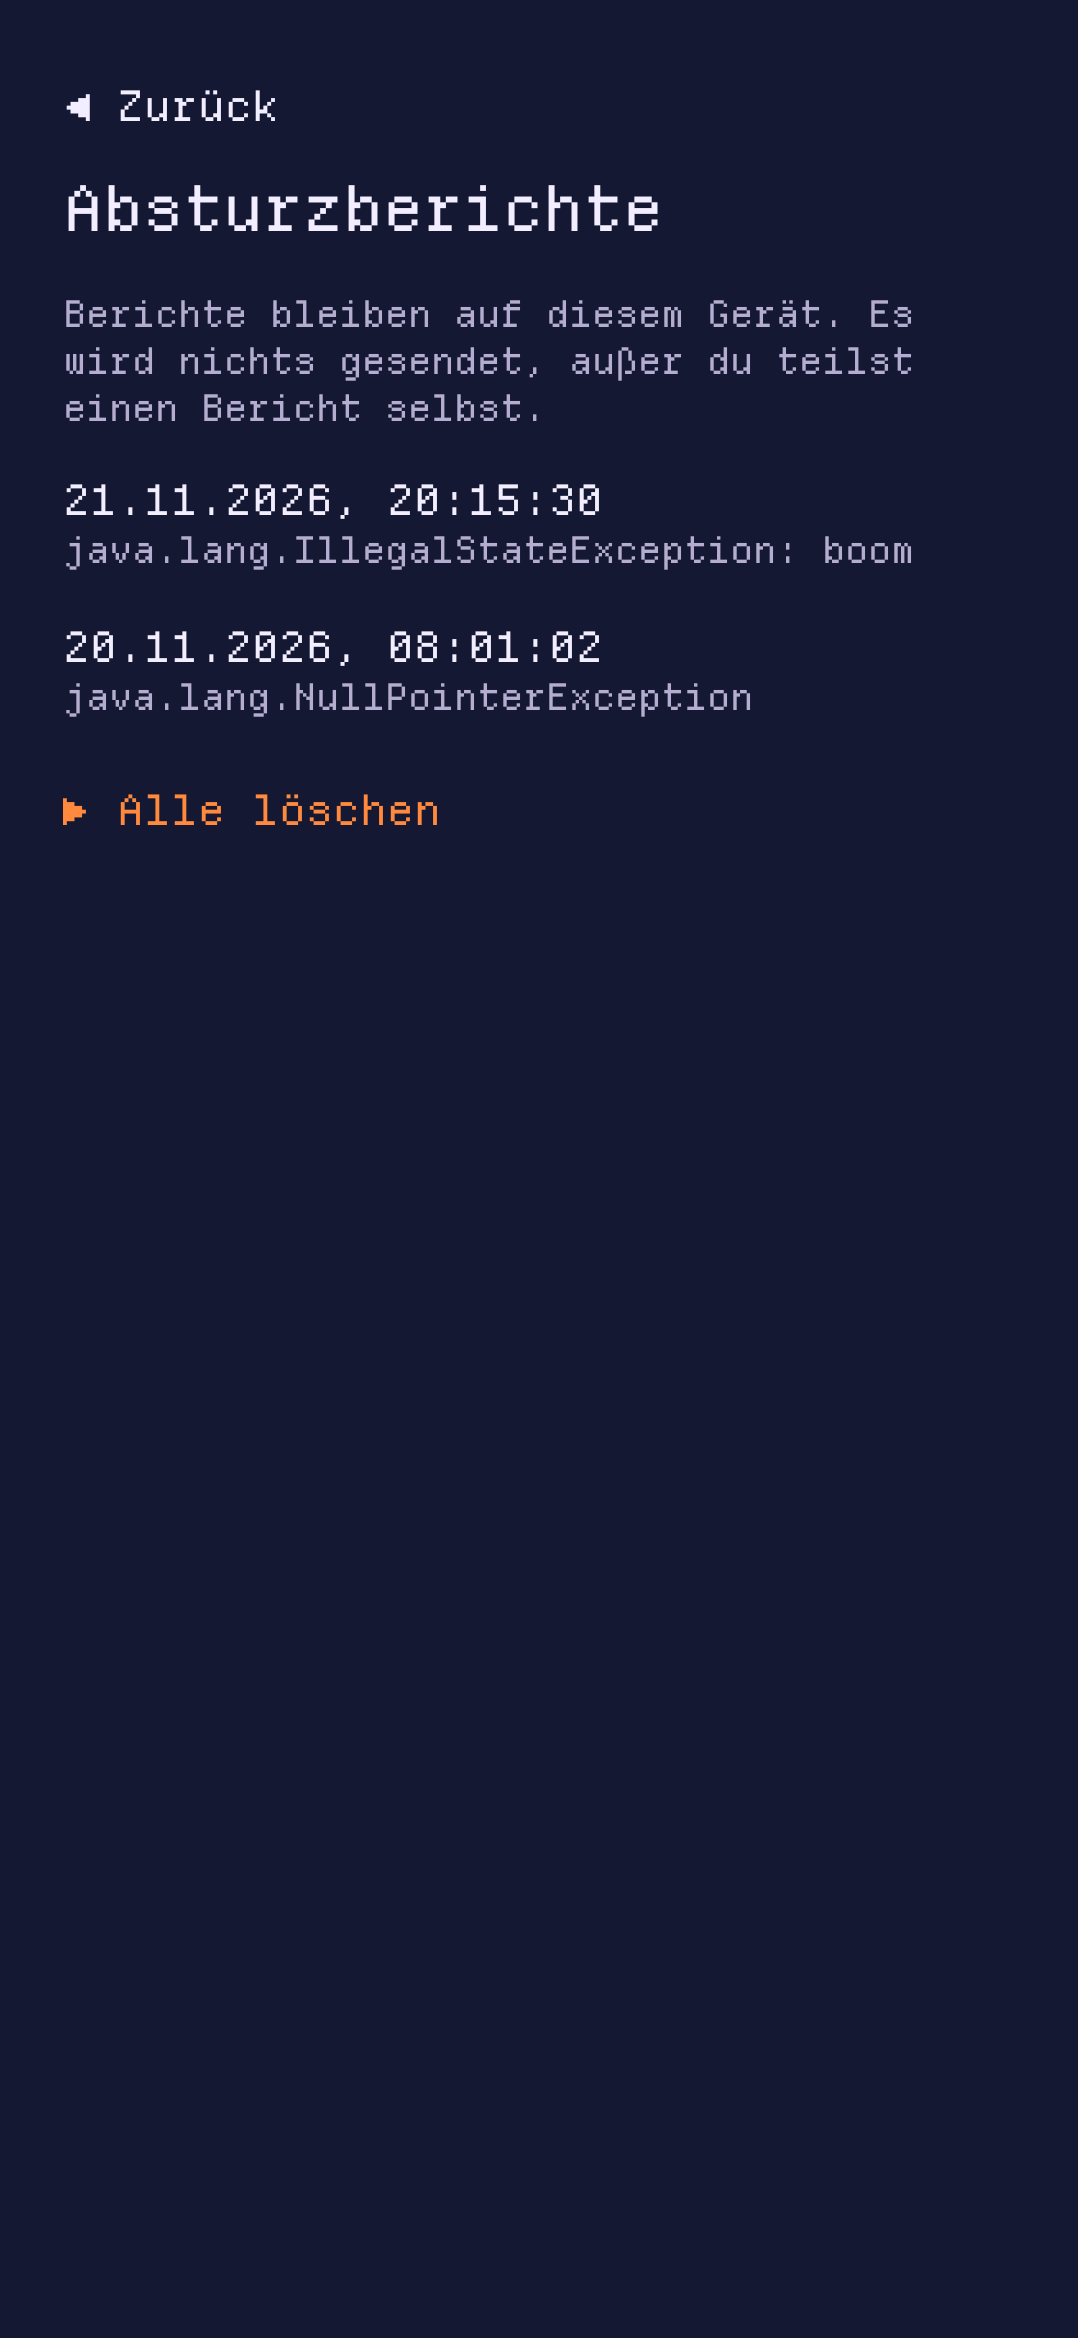 ◀ Zurück
Absturzberichte
Berichte bleiben auf diesem Gerät. Es
wird nichts gesendet, außer du teilst
einen Bericht selbst.
21.11.2026, 20:15:30
java.lang.IllegalStateException: boom
20.11.2026, 08:01:02
java.lang.NullPointerException
▶ Alle löschen